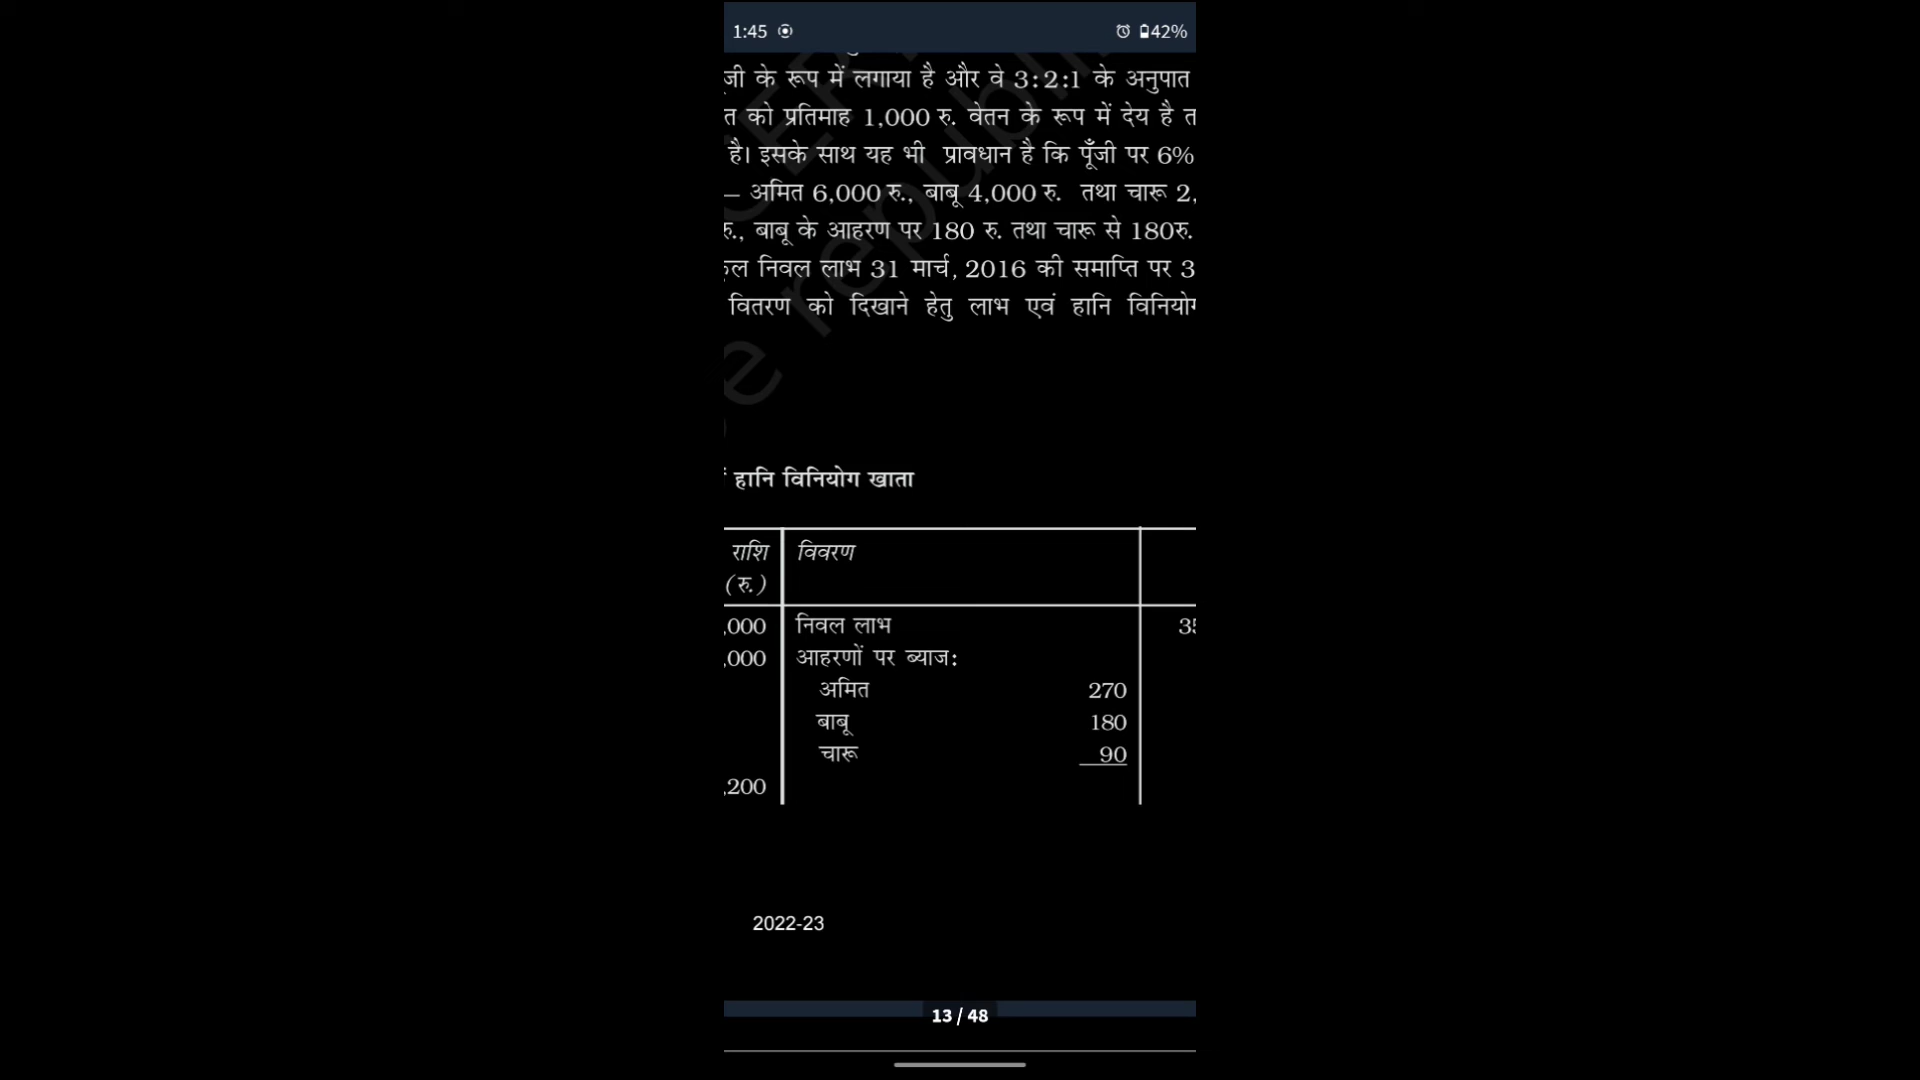 1:45 42%
के रूप में लगाया है और वे 3:2:1 के अनुपात
को प्रतिमाह 1,000 रु. वेतन के रूप में देय है
है। इसके साथ यह भी प्रावधान है कि पूँजी पर 6%
– अमित 6,000 रु., बाबू 4,000 रु. तथा चारू 2,
रु., बाबू के आहरण पर 180 रु. तथा चारू से 180रु.
निवल लाभ 31 मार्च, 2016 की समाप्ति पर 3
वितरण को दिखाने हेतु लाभ एवं हानि
हानि विनियोग खाता
राशि विवरण
(रु.)
,000 निवल लाभ 35
,000 आहरणों पर ब्याज:
अमित 270
बाबू 180
चारू 90
,200
2022-23
13 / 48